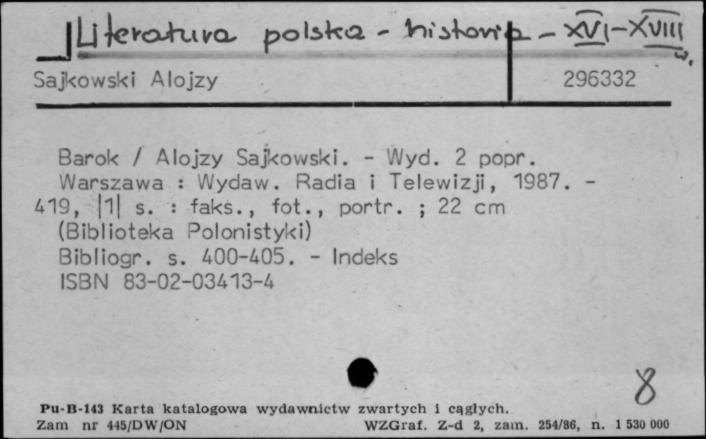 Literatura polska - historia - XVI-XVIII w.
Sajkowski Alojzy 296332
Barok / Alojzy Sajkowski. - Wyd. 2 popr.
Warszawa : Wydaw. Radia i Telewizji, 1987. -
419, |1| s. : faks., fot., portr. ; 22 cm
(Biblioteka Polonistyki)
Bibliogr. s. 400-405. - Indeks
ISBN 83-02-03413-4
8
Pu-B-143 Karta katalogowa wydawnictw zwartych i ciągłych.
Zam nr 445/DW/ON WZGraf. Z-d 2, zam. 254/86, n. 1 530 000